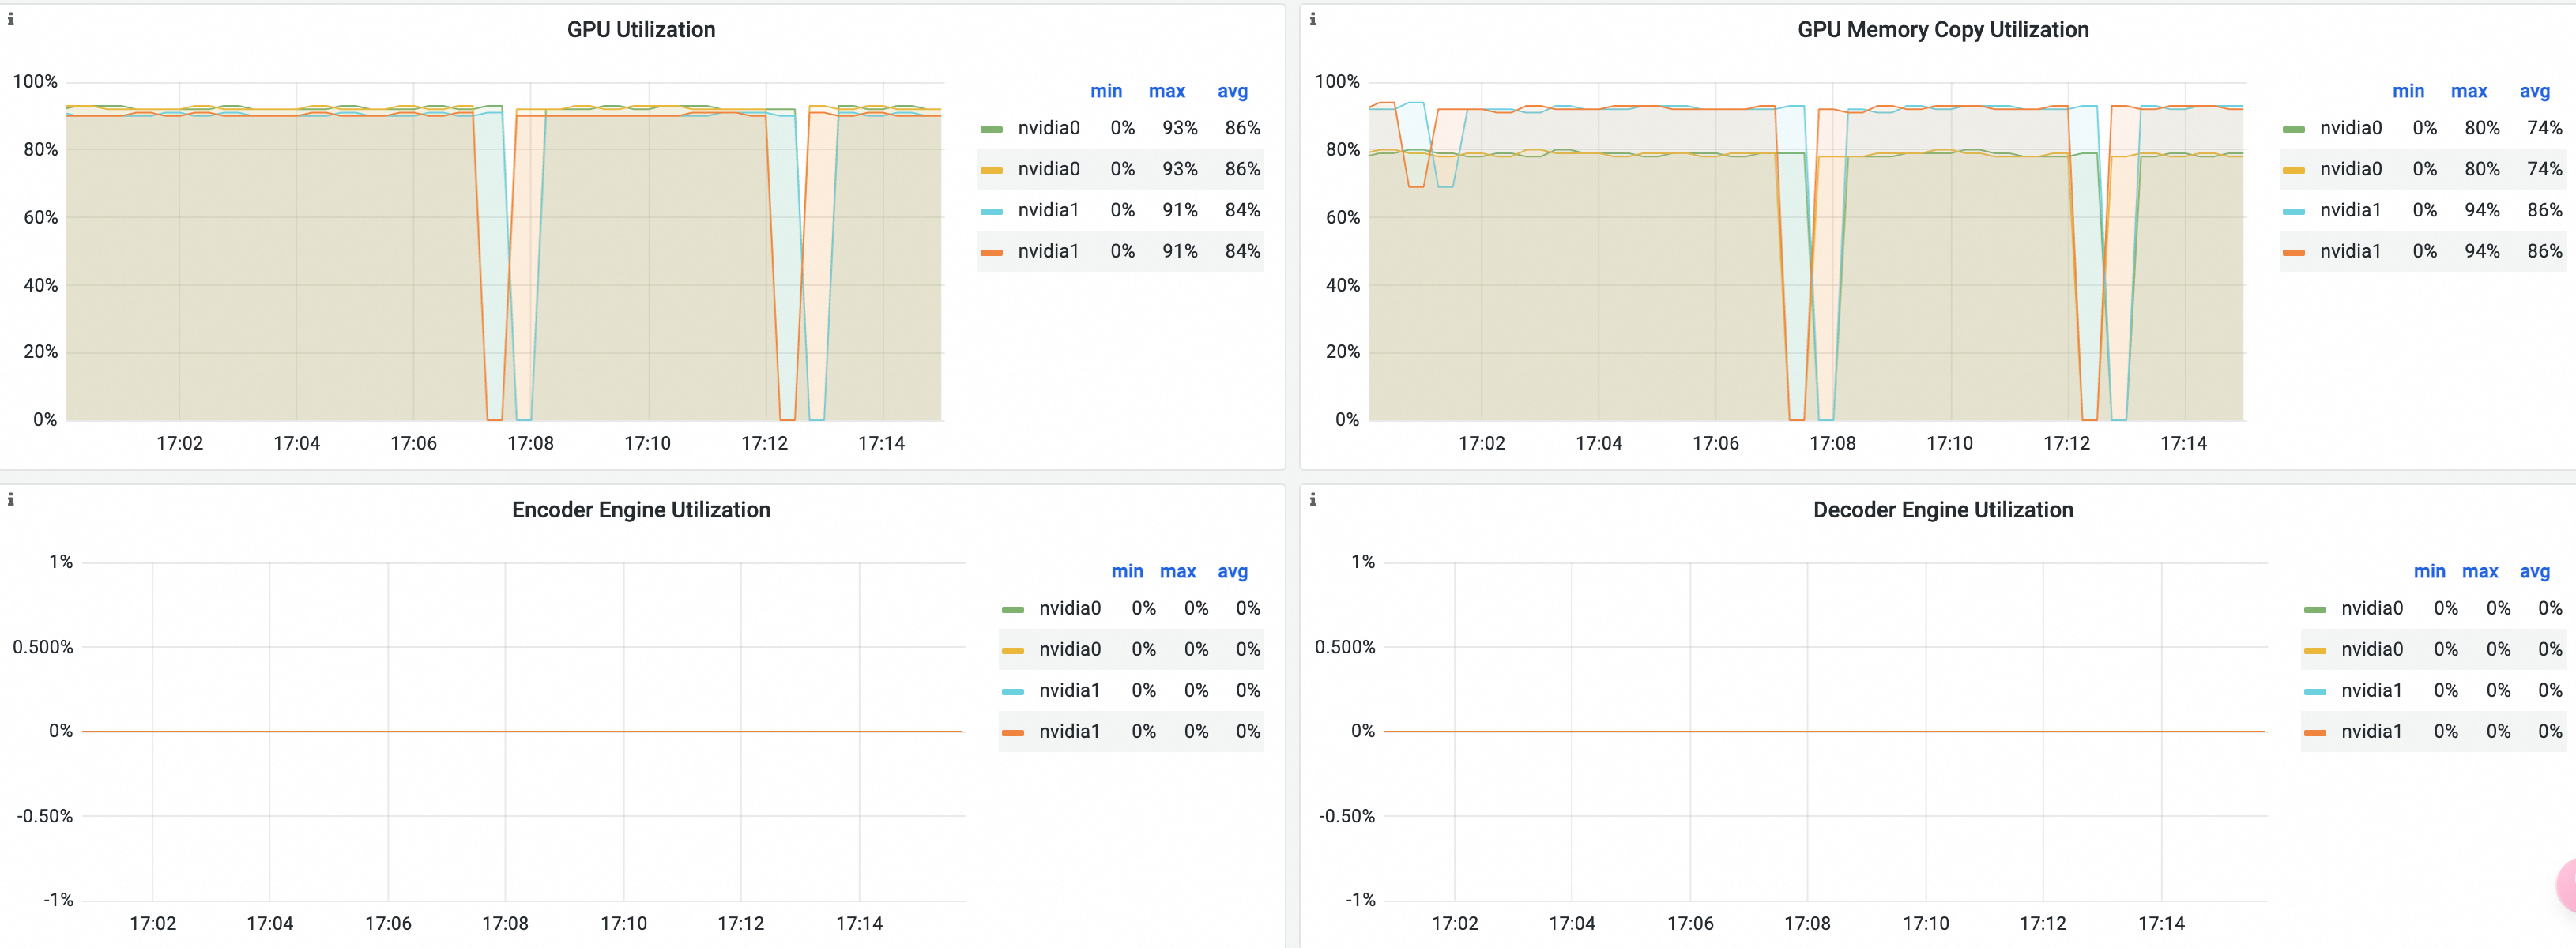 GPU Utilization
100%
80%
60%
40%
20%
0%
17:02 17:04 17:06 17:08 17:10 17:12 17:14
min max avg
nvidia0 0% 93% 86%
nvidia0 0% 93% 86%
nvidia1 0% 91% 84%
nvidia1 0% 91% 84%
GPU Memory Copy Utilization
100%
80%
60%
40%
20%
0%
17:02 17:04 17:06 17:08 17:10 17:12 17:14
min max avg
nvidia0 0% 80% 74%
nvidia0 0% 80% 74%
nvidia1 0% 94% 86%
nvidia1 0% 94% 86%
Encoder Engine Utilization
1%
0.500%
0%
-0.50%
-1%
17:02 17:04 17:06 17:08 17:10 17:12 17:14
min max avg
nvidia0 0% 0% 0%
nvidia0 0% 0% 0%
nvidia1 0% 0% 0%
nvidia1 0% 0% 0%
Decoder Engine Utilization
1%
0.500%
0%
-0.50%
-1%
17:02 17:04 17:06 17:08 17:10 17:12 17:14
min max avg
nvidia0 0% 0% 0%
nvidia0 0% 0% 0%
nvidia1 0% 0% 0%
nvidia1 0% 0% 0%